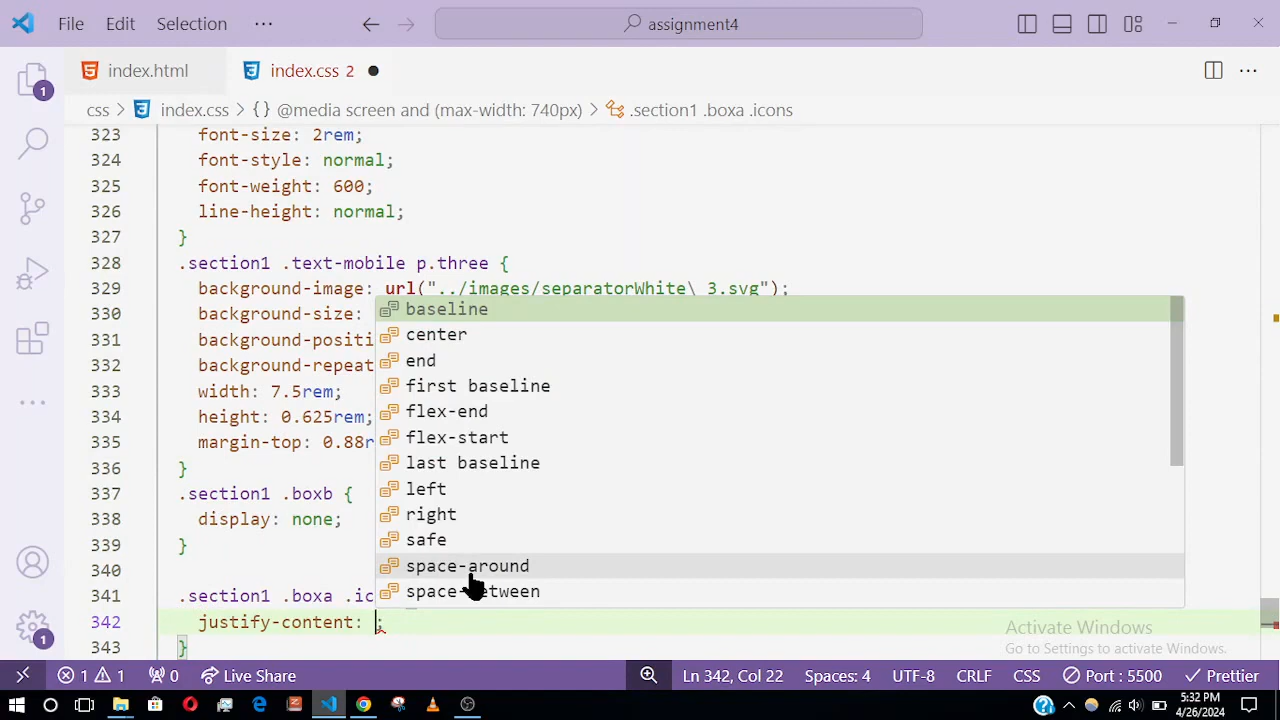 File Edit Selection ··· assignment4
index.html index.css 2
css > index.css > {} @media screen and (max-width: 740px) > .section1 .boxa .icons
323 font-size: 2rem;
324 font-style: normal;
325 font-weight: 600;
326 line-height: normal;
327 }
328 .section1 .text-mobile p.three {
329 background-image: url("../images/separatorWhite\ 3.svg");
330 background-size:
331 background-positi
332 background-repeat
333 width: 7.5rem;
334 height: 0.625rem;
335 margin-top: 0.88r
336 }
337 .section1 .boxb {
338 display: none;
339 }
340
341 .section1 .boxa .ic
342 justify-content: ;
343 }
baseline
center
end
first baseline
flex-end
flex-start
last baseline
left
right
safe
space-around
space-between
1
1
Activate Windows
Go to Settings to activate Windows.
1 1 0 Live Share Ln 342, Col 22 Spaces: 4 UTF-8 CRLF CSS Port : 5500 Prettier
5:32 PM
4/26/2024